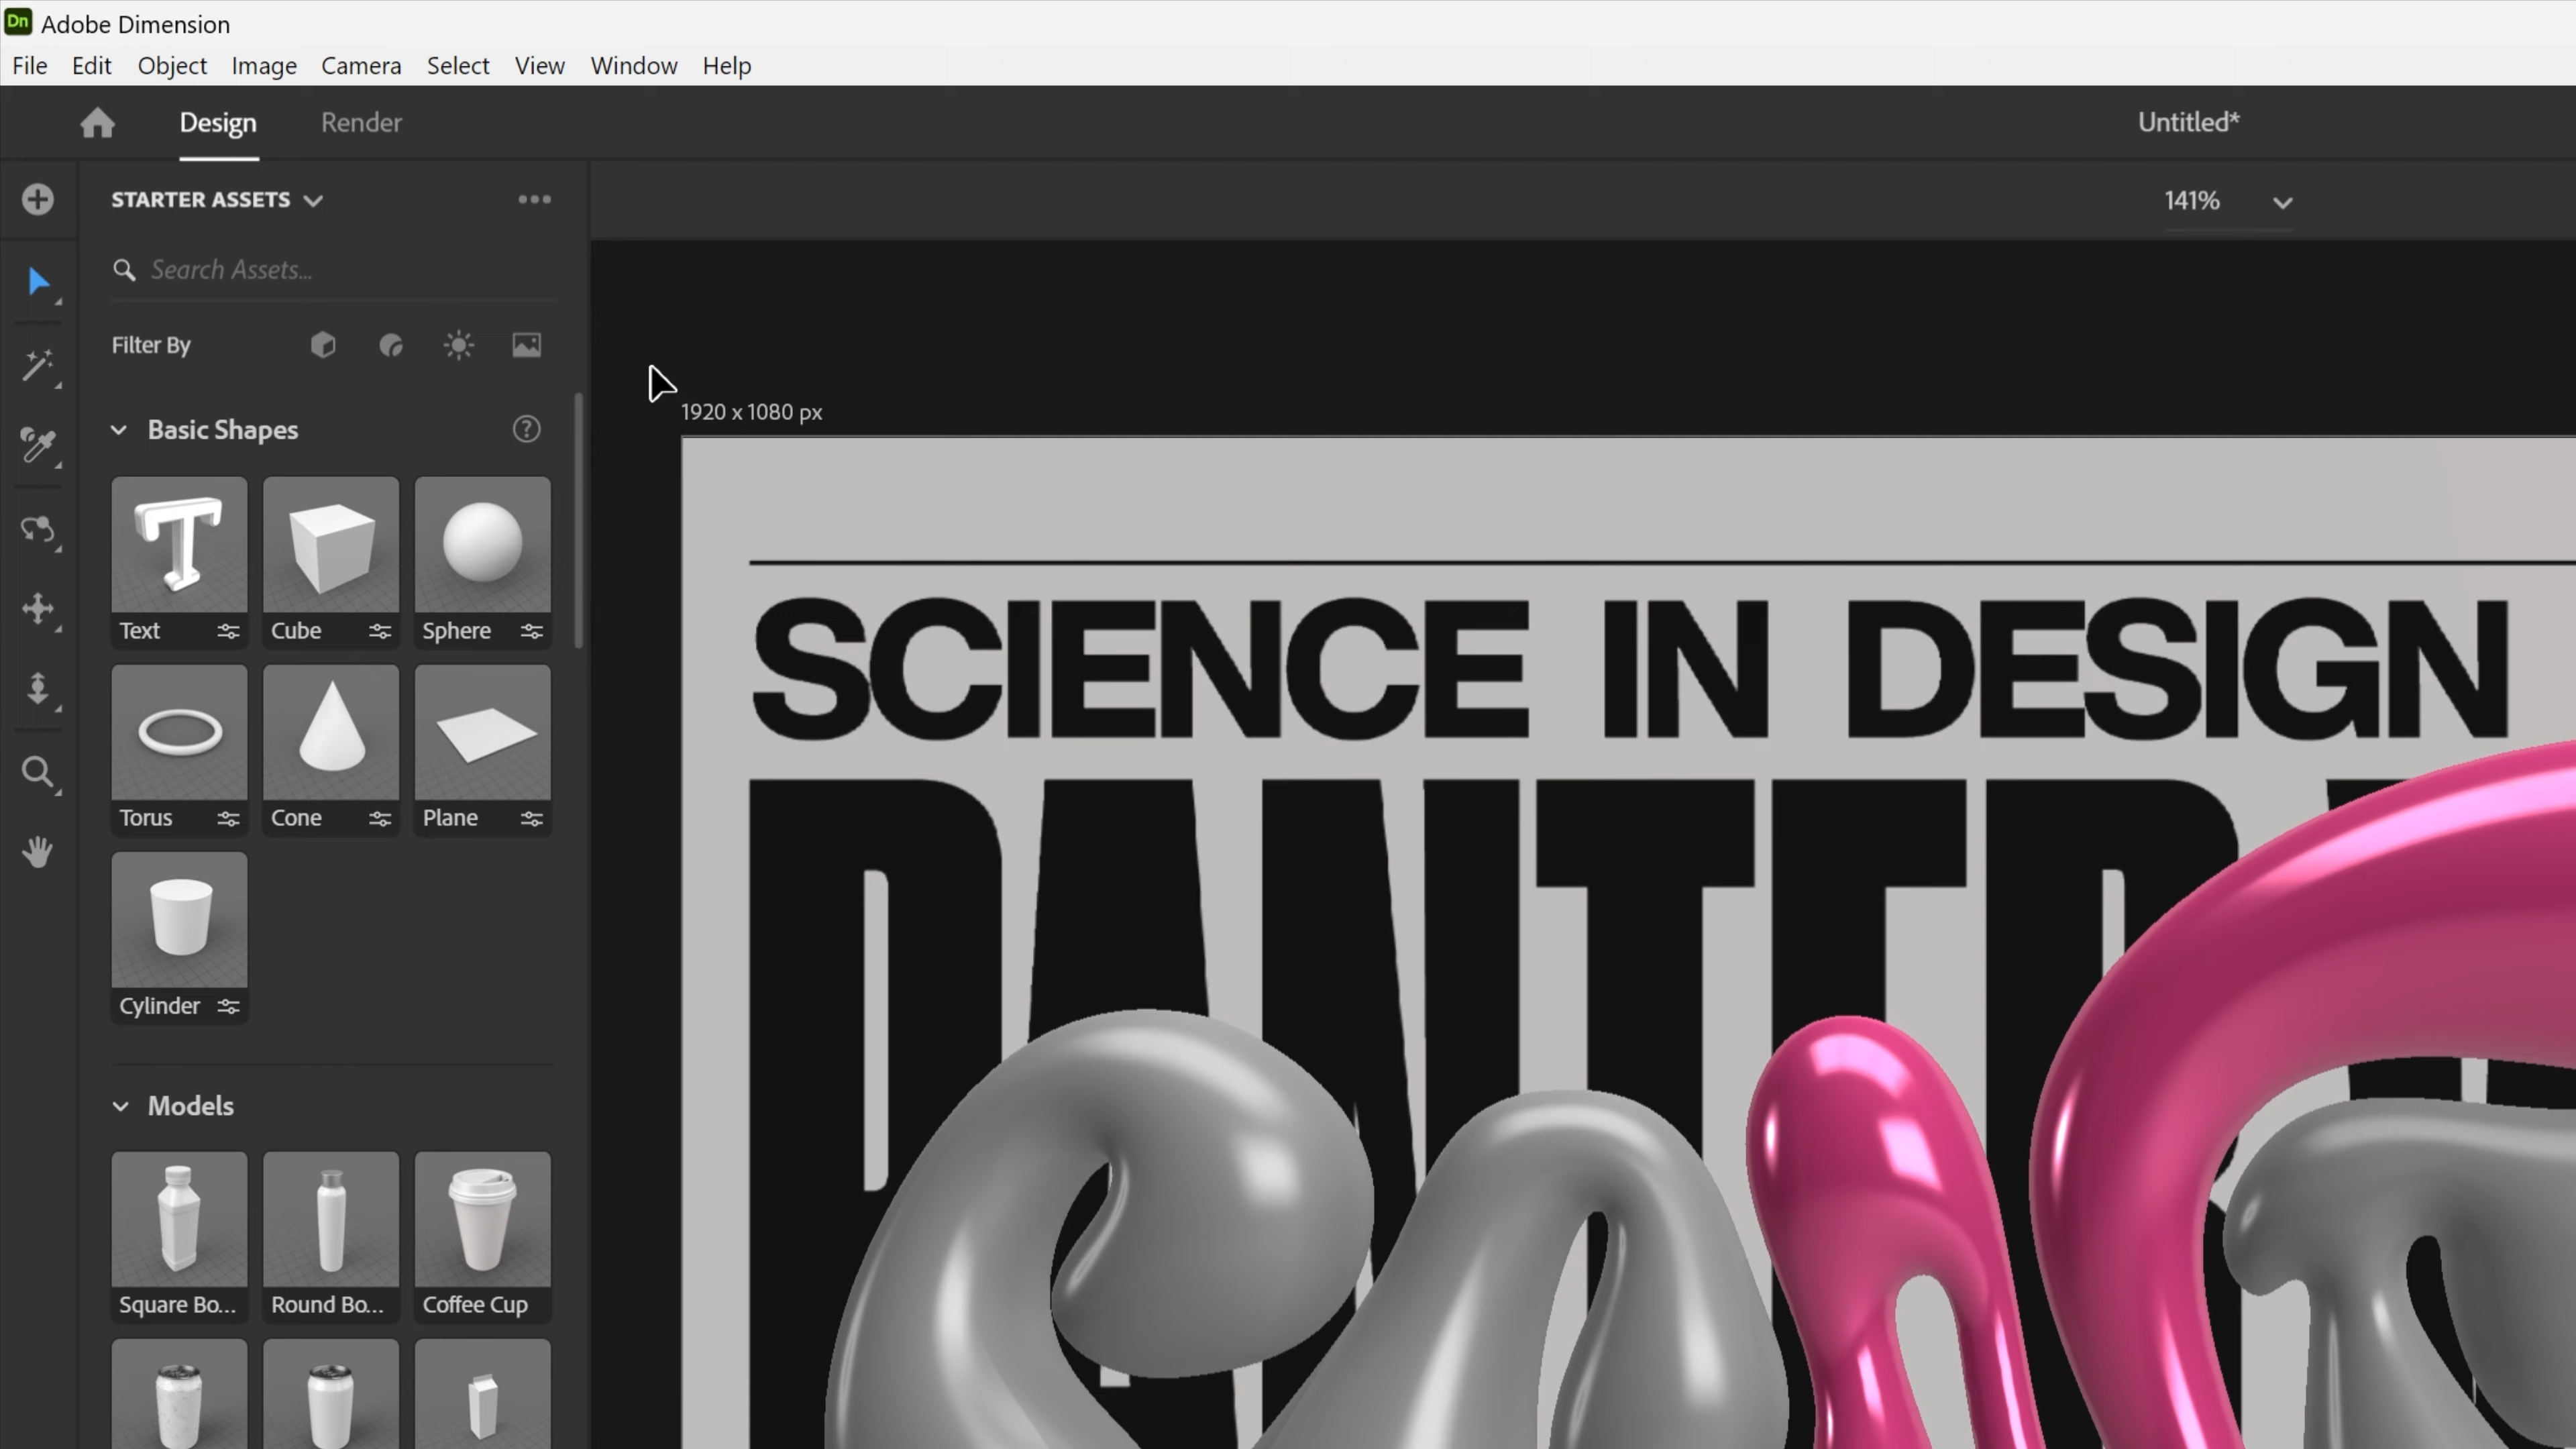 Dn Adobe Dimension
File Edit Object Image Camera Select View Window Help
Design Render Untitled*
STARTER ASSETS 141%
Search Assets...
Filter By
1920 x 1080 px
Basic Shapes
Text Cube Sphere
Torus Cone Plane
Cylinder
Models
Square Bo... Round Bo... Coffee Cup
SCIENCE IN DESIGN